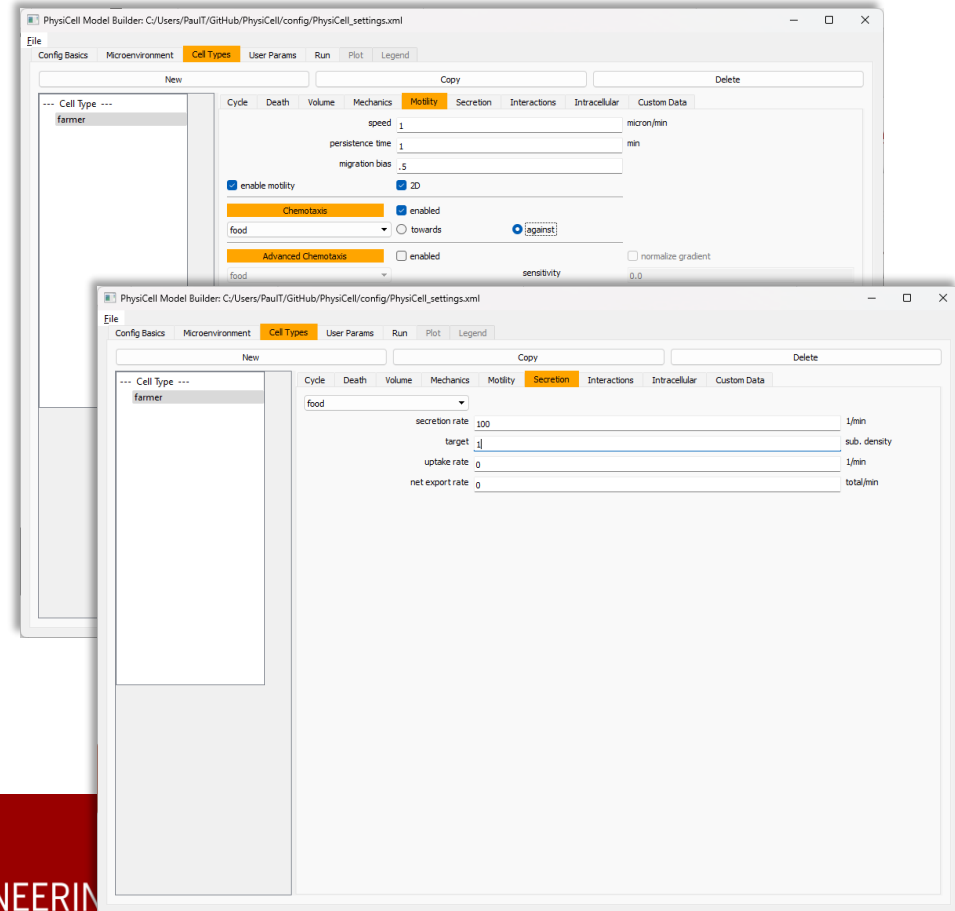 PhysiCell Model Builder: C:/Users/PaulT/GitHub/PhysiCell/config/PhysiCell_settings.xml
File
Config Basics Microenvironment Cell Types User Params Run Plot Legend
New Copy Delete
--- Cell Type ---
farmer
Cycle Death Volume Mechanics Motility Secretion Interactions Intracellular Custom Data
speed 1 micron/min
persistence time 1 min
migration bias .5
enable motility 2D
Chemotaxis enabled
food towards against
Advanced Chemotaxis enabled normalize gradient
food sensitivity 0.0
PhysiCell Model Builder: C:/Users/PaulT/GitHub/PhysiCell/config/PhysiCell_settings.xml
File
Config Basics Microenvironment Cell Types User Params Run Plot Legend
New Copy Delete
--- Cell Type ---
farmer
Cycle Death Volume Mechanics Motility Secretion Interactions Intracellular Custom Data
food
secretion rate 100 1/min
target 1 sub. density
uptake rate 0 1/min
net export rate 0 total/min
NEERIN